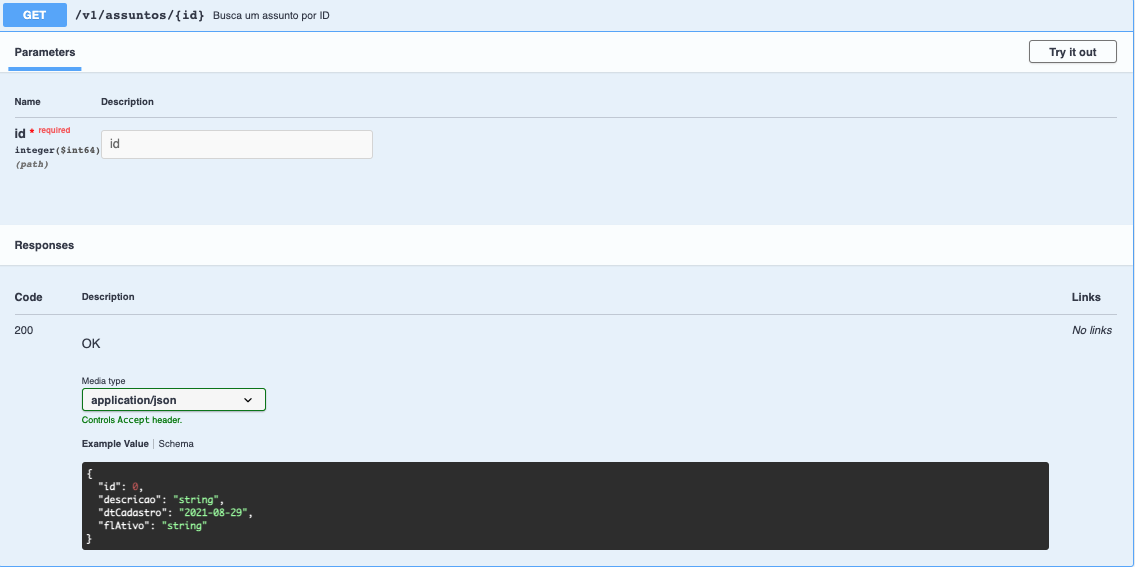 GET /v1/assuntos/{id} Busca um assunto por ID
Parameters Try it out
Name Description
id * required
integer($int64)
(path)
id
Responses
Code Description Links
200 OK No links
Media type
application/json
Controls Accept header.
Example Value | Schema
{
  "id": 0,
  "descricao": "string",
  "dtCadastro": "2021-08-29",
  "flAtivo": "string"
}